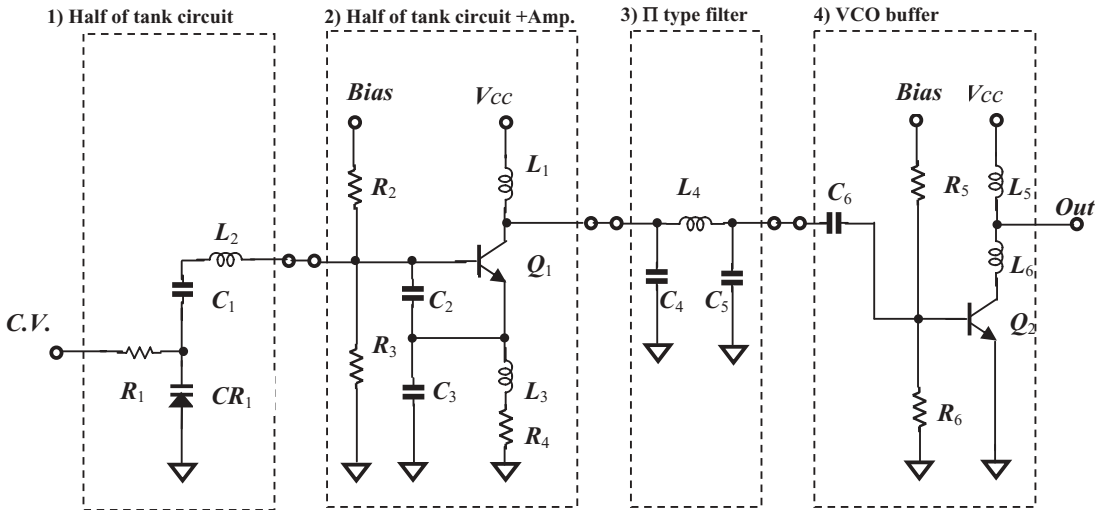 1) Half of tank circuit
2) Half of tank circuit +Amp.
3) Π type filter
4) VCO buffer
C.V.
R1
CR1
C1
L2
Bias
R2
R3
C2
C3
VCC
L1
Q1
L3
R4
L4
C4
C5
C6
Bias
R5
R6
VCC
L5
L6
Q2
Out